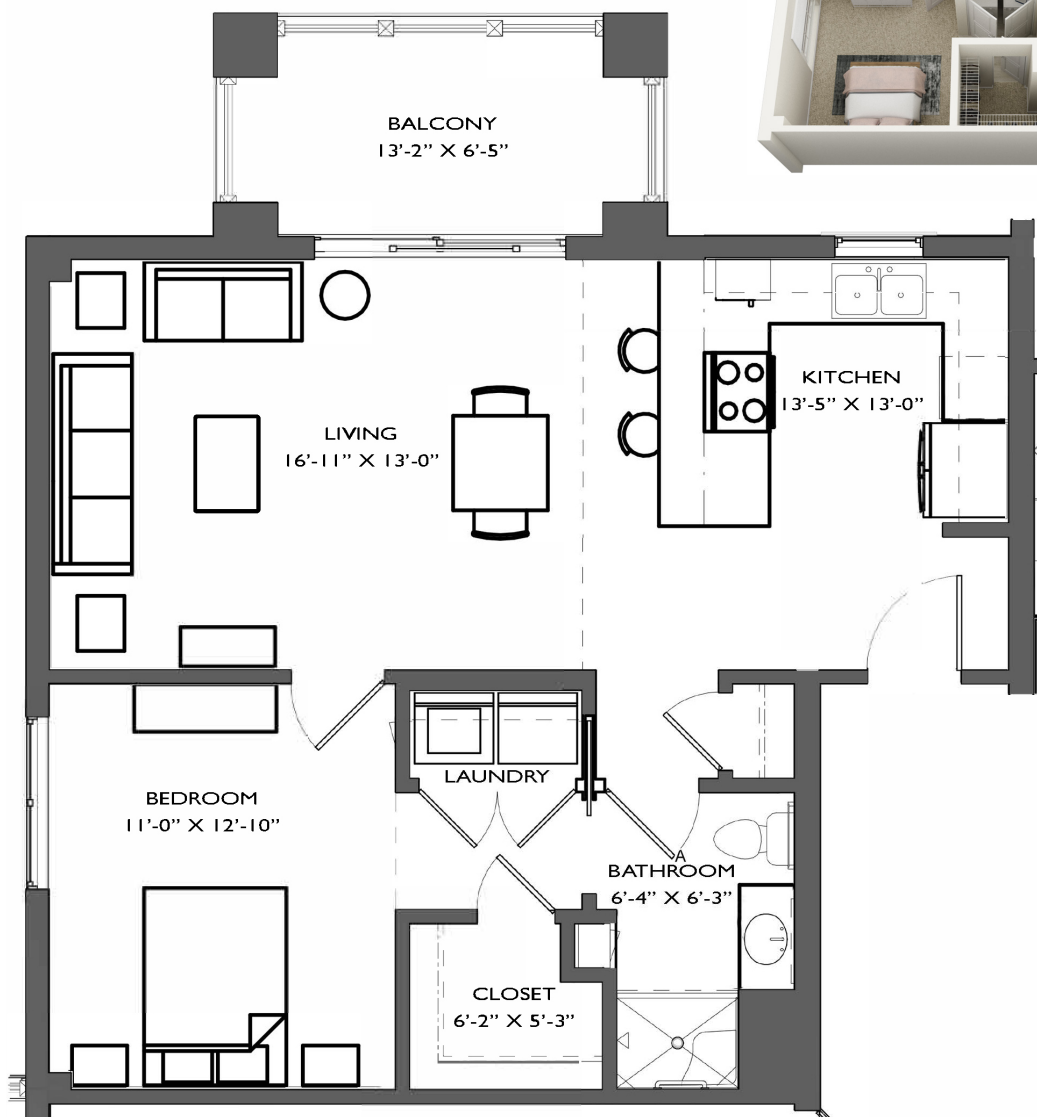 BALCONY
13'-2” X 6'-5”
LIVING
16'-11” X 13'-0”
KITCHEN
13'-5” X 13'-0”
LAUNDRY
BEDROOM
11'-0” X 12'-10”
A
BATHROOM
6'-4” X 6'-3”
CLOSET
6'-2” X 5'-3”